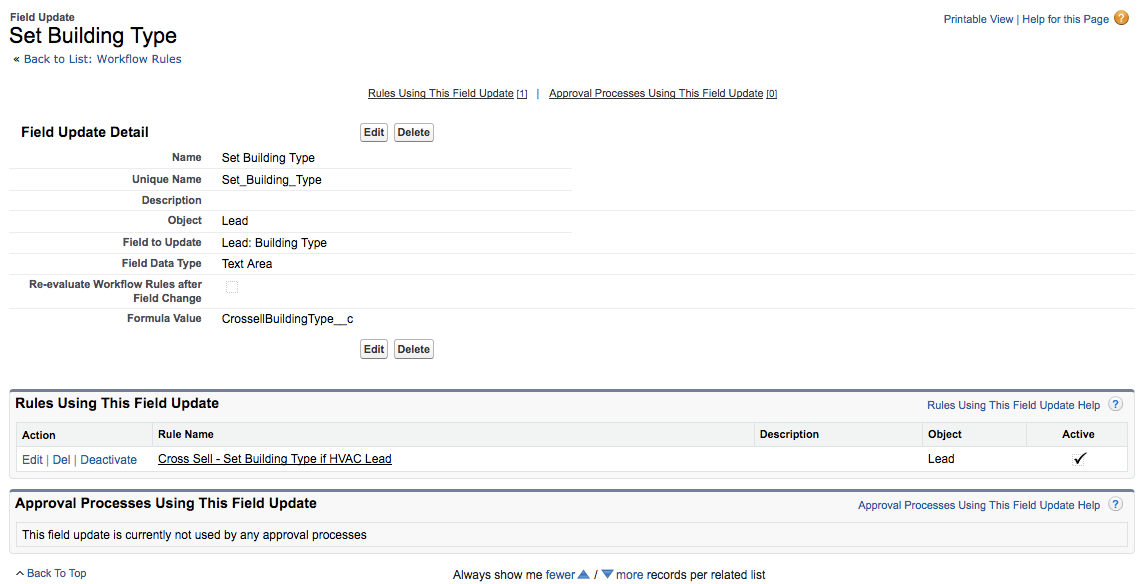 Field Update
Set Building Type
« Back to List: Workflow Rules
Printable View | Help for this Page ?
Rules Using This Field Update [1] | Approval Processes Using This Field Update [0]
Field Update Detail Edit Delete
Name Set Building Type
Unique Name Set_Building_Type
Description
Object Lead
Field to Update Lead: Building Type
Field Data Type Text Area
Re-evaluate Workflow Rules after
Field Change
Formula Value CrossellBuildingType__c
Edit Delete
Rules Using This Field Update Rules Using This Field Update Help ?
Action Rule Name Description Object Active
Edit | Del | Deactivate Cross Sell - Set Building Type if HVAC Lead Lead
Approval Processes Using This Field Update Approval Processes Using This Field Update Help ?
This field update is currently not used by any approval processes
Back To Top Always show me fewer / more records per related list